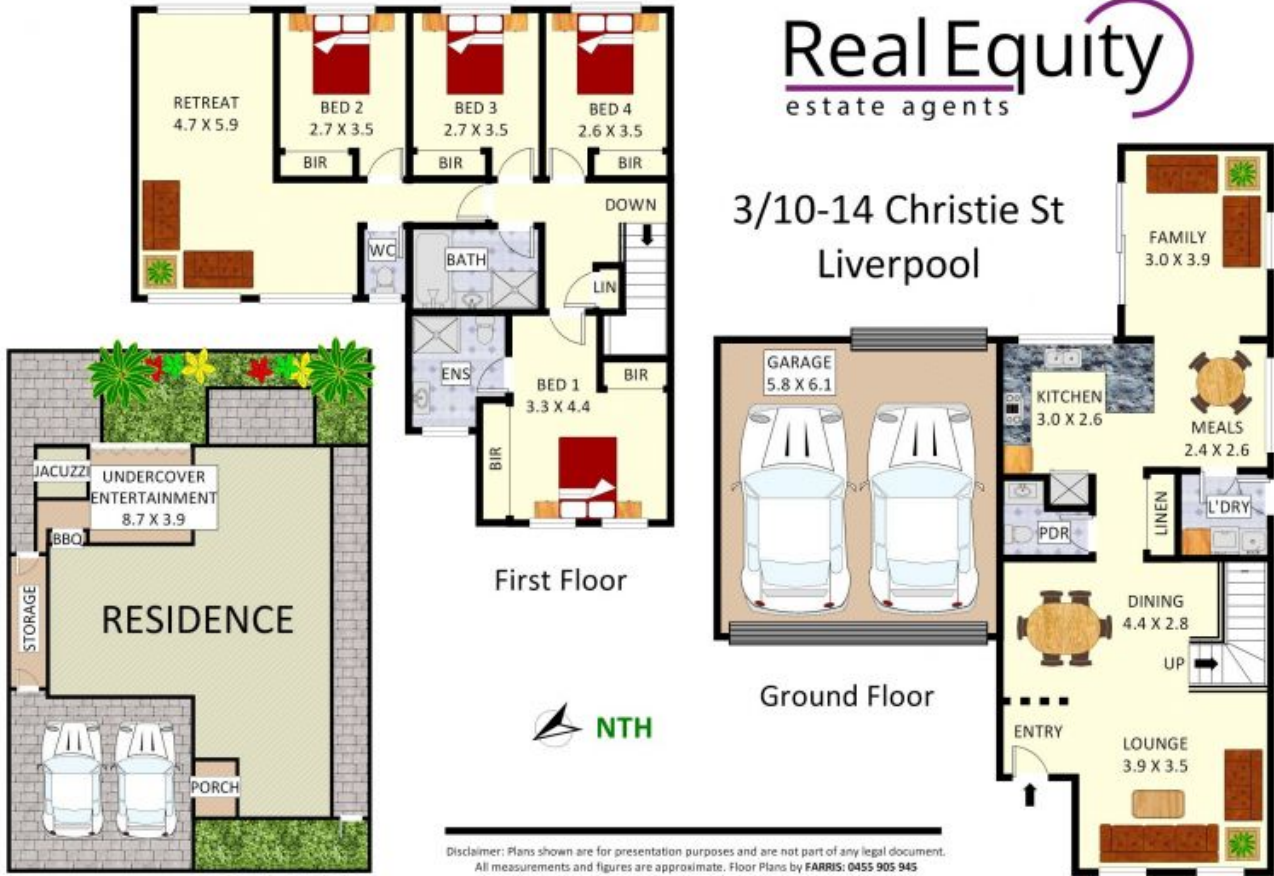 Real Equity
estate agents
3/10-14 Christie St
Liverpool
RETREAT
4.7 X 5.9
BED 2
2.7 X 3.5
BIR
BED 3
2.7 X 3.5
BIR
BED 4
2.6 X 3.5
BIR
DOWN
WC
BATH
LIN
ENS
BED 1
3.3 X 4.4
BIR
BIR
First Floor
JACUZZI
UNDERCOVER
ENTERTAINMENT
8.7 X 3.9
BBQ
STORAGE
RESIDENCE
PORCH
NTH
GARAGE
5.8 X 6.1
FAMILY
3.0 X 3.9
KITCHEN
3.0 X 2.6
MEALS
2.4 X 2.6
PDR
LINEN
L'DRY
DINING
4.4 X 2.8
UP
ENTRY
LOUNGE
3.9 X 3.5
Ground Floor
Disclaimer: Plans shown are for presentation purposes and are not part of any legal document.
All measurements and figures are approximate. Floor Plans by FARRIS: 0455 905 945